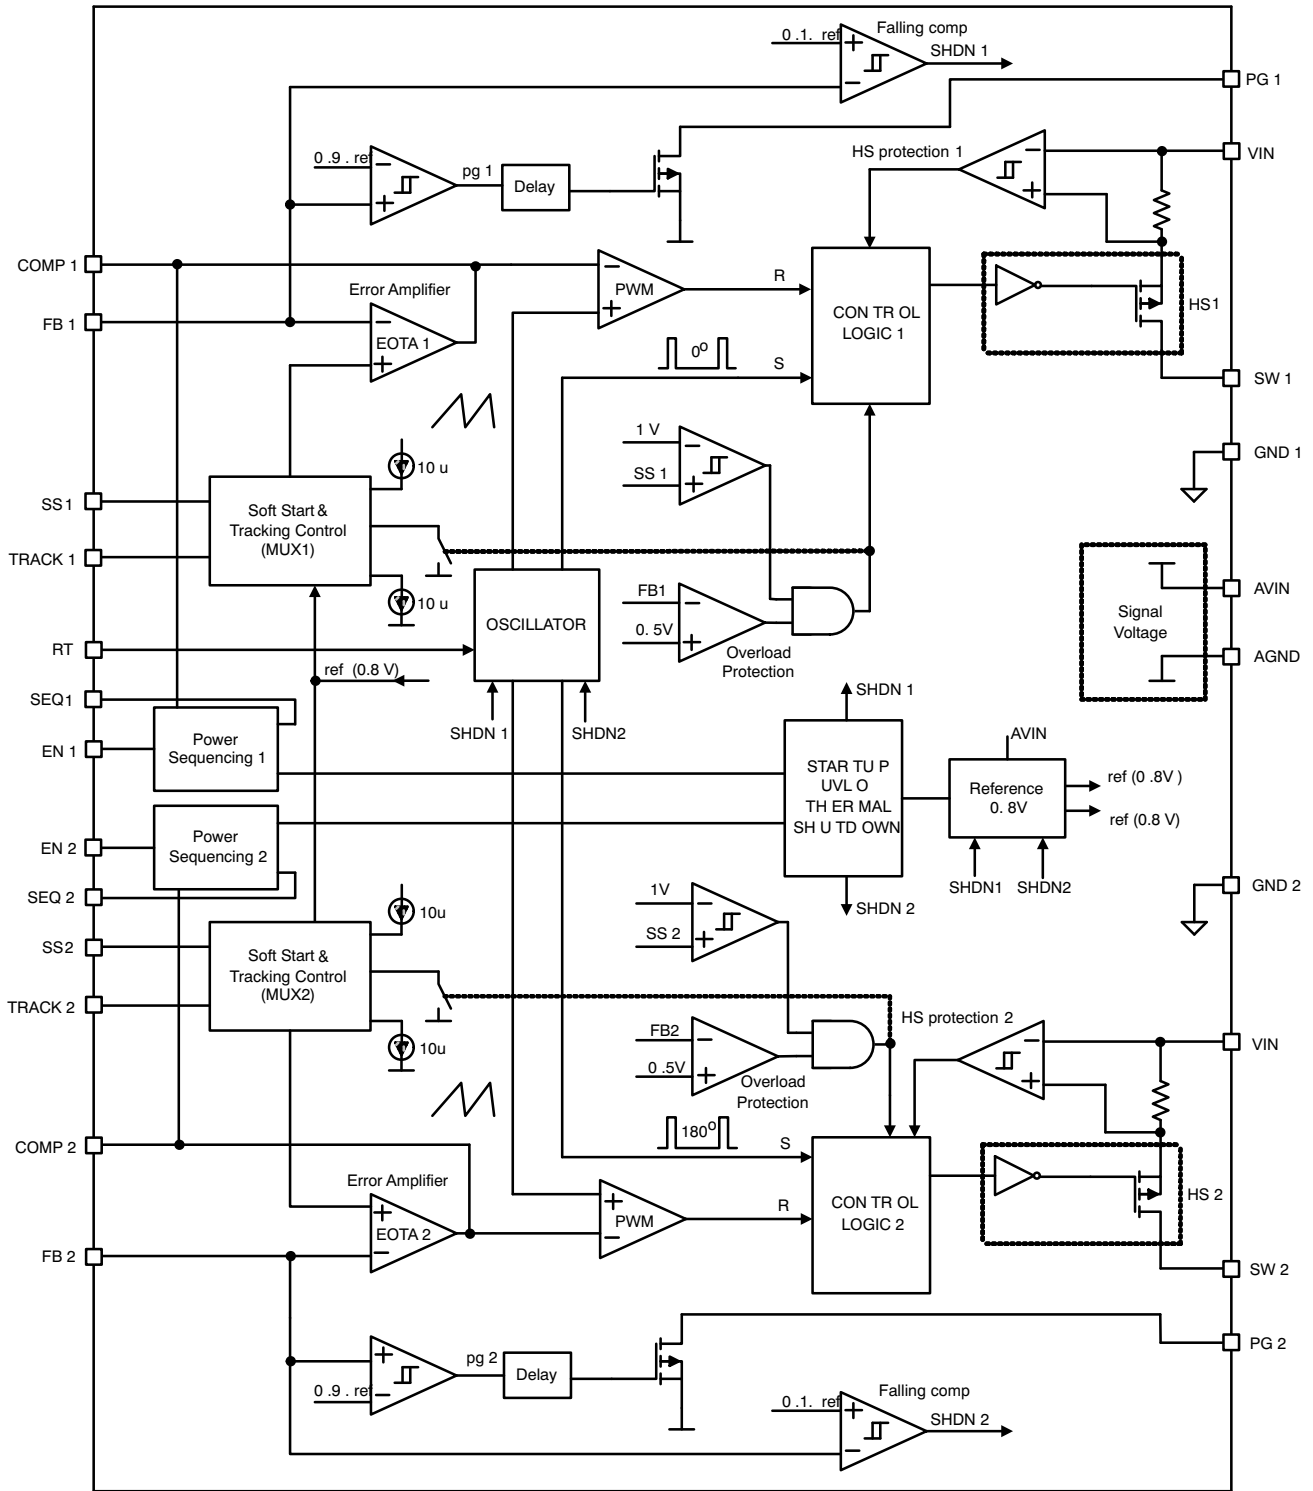 Falling comp
0 .1. ref
+
SHDN 1
−
PG 1
HS protection 1
−
+
VIN
0 .9 . ref
−
+
pg 1
Delay
COMP 1
−
PWM
+
R
CON TR OL
LOGIC 1
HS1
Error Amplifier
FB 1
−
EOTA 1
+
0º
S
SW 1
1 V
−
SS 1
+
GND 1
10 u
SS1
Soft Start &
Tracking Control
(MUX1)
TRACK 1
10 u
OSCILLATOR
FB1
−
0. 5V
+
Overload
Protection
Signal
Voltage
AVIN
AGND
RT
ref (0.8 V)
SEQ1
SHDN 1
SHDN2
SHDN 1
EN 1
Power
Sequencing 1
STAR TU P
UVL O
TH ER MAL
SH U TD OWN
AVIN
Reference
0. 8V
ref (0 .8V )
ref (0.8 V)
EN 2
Power
Sequencing 2
SEQ 2
SHDN1
SHDN2
SHDN 2
GND 2
1V
−
SS 2
+
10u
SS2
Soft Start &
Tracking Control
(MUX2)
TRACK 2
10u
FB2
−
0 .5V
+
Overload
Protection
HS protection 2
−
+
VIN
180º
S
COMP 2
CON TR OL
LOGIC 2
HS 2
Error Amplifier
+
EOTA 2
−
+
PWM
−
R
FB 2
SW 2
PG 2
+
0 .9 . ref
−
pg 2
Delay
Falling comp
0 .1. ref
+
SHDN 2
−